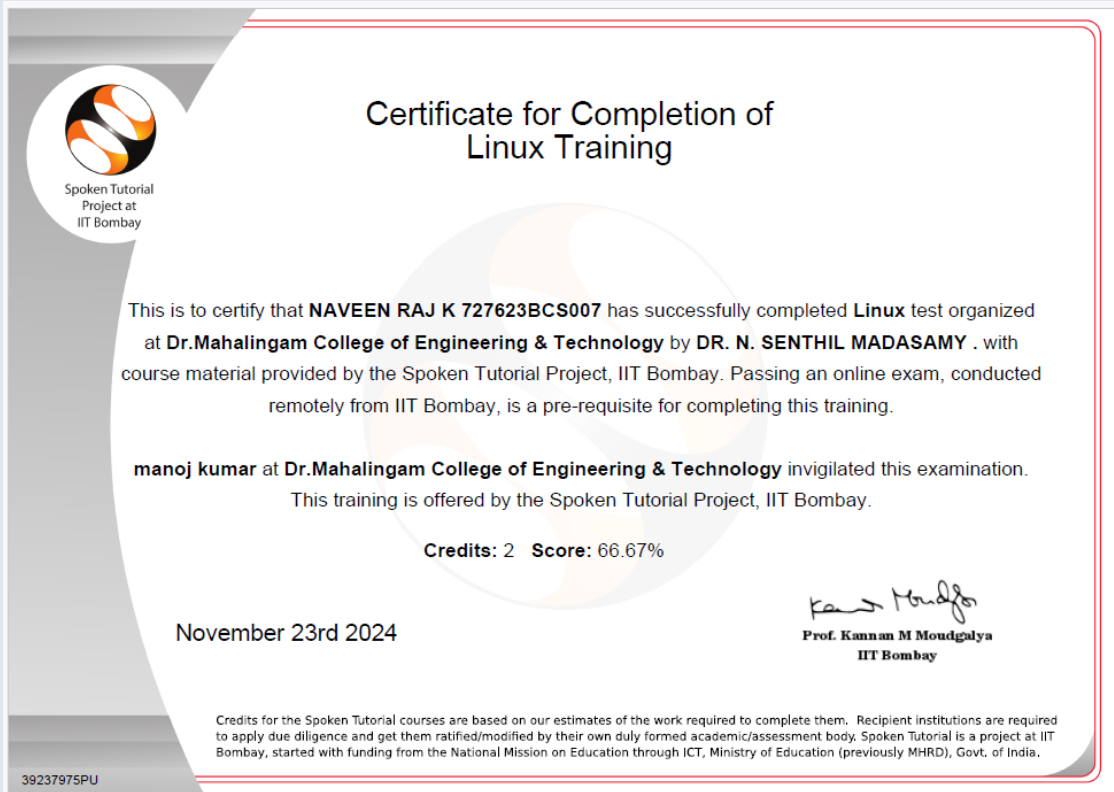 Spoken Tutorial
Project at
IIT Bombay
Certificate for Completion of
Linux Training
This is to certify that NAVEEN RAJ K 727623BCS007 has successfully completed Linux test organized
at Dr.Mahalingam College of Engineering & Technology by DR. N. SENTHIL MADASAMY . with
course material provided by the Spoken Tutorial Project, IIT Bombay. Passing an online exam, conducted
remotely from IIT Bombay, is a pre-requisite for completing this training.
manoj kumar at Dr.Mahalingam College of Engineering & Technology invigilated this examination.
This training is offered by the Spoken Tutorial Project, IIT Bombay.
Credits: 2 Score: 66.67%
November 23rd 2024
Prof. Kannan M Moudgalya
IIT Bombay
Credits for the Spoken Tutorial courses are based on our estimates of the work required to complete them. Recipient institutions are required
to apply due diligence and get them ratified/modified by their own duly formed academic/assessment body. Spoken Tutorial is a project at IIT
Bombay, started with funding from the National Mission on Education through ICT, Ministry of Education (previously MHRD), Govt. of India.
39237975PU